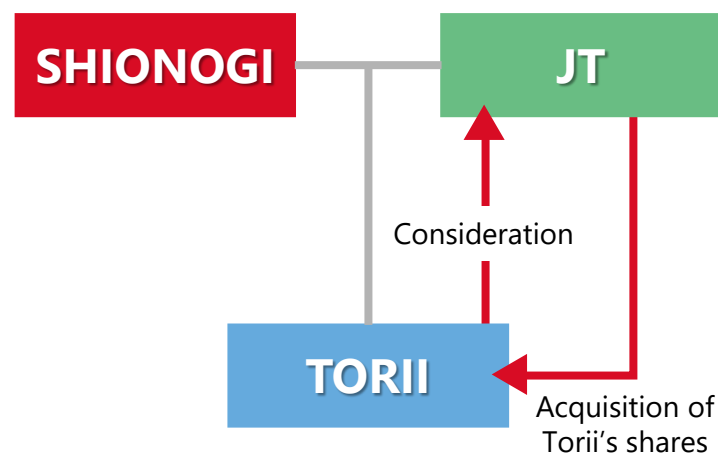 SHIONOGI
JT
Consideration
TORII
Acquisition of
Torii’s shares